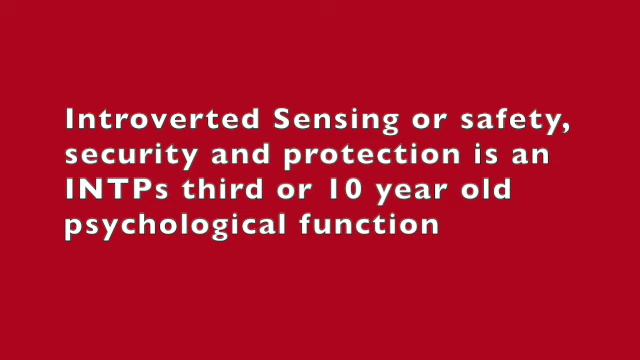 Introverted Sensing or safety,
security and protection is an
INTPs third or 10 year old
psychological function